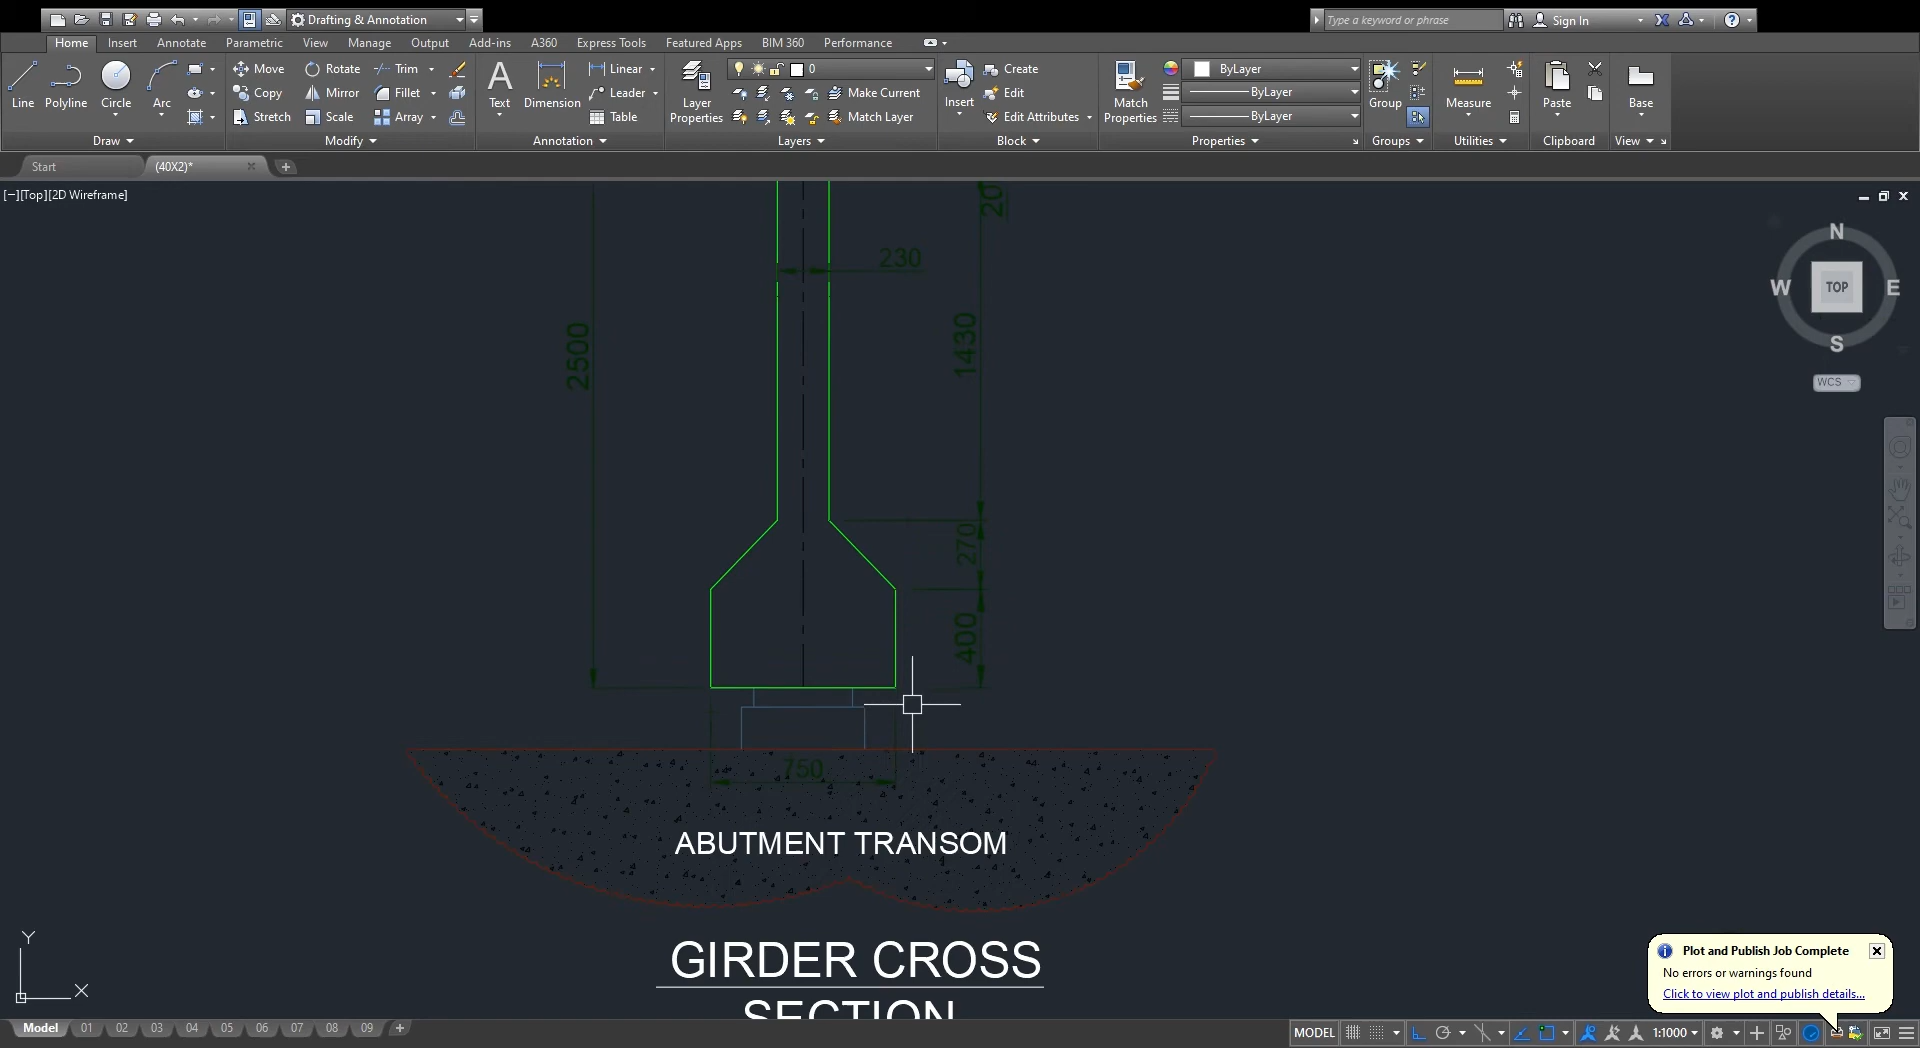 Drafting & Annotation
Type a keyword or phrase
Sign In
Home Insert Annotate Parametric View Manage Output Add-ins A360 Express Tools Featured Apps BIM 360 Performance
Line Polyline Circle Arc
Move Rotate Trim
Copy Mirror Fillet
Stretch Scale Array
Text Dimension
Linear
Leader
Table
Layer Properties
0
Make Current
Match Layer
Insert
Create
Edit
Edit Attributes
Match Properties
ByLayer
ByLayer
ByLayer
Group
Measure
Paste
Base
Draw Modify Annotation Layers Block Properties Groups Utilities Clipboard View
Start (40X2)*
[−][Top][2D Wireframe]
N
W TOP E
S
WCS
20
230
2500
1430
270
400
750
ABUTMENT TRANSOM
GIRDER CROSS
SECTION
Y
X
Plot and Publish Job Complete
No errors or warnings found
Click to view plot and publish details...
Model 01 02 03 04 05 06 07 08 09
MODEL 1:1000